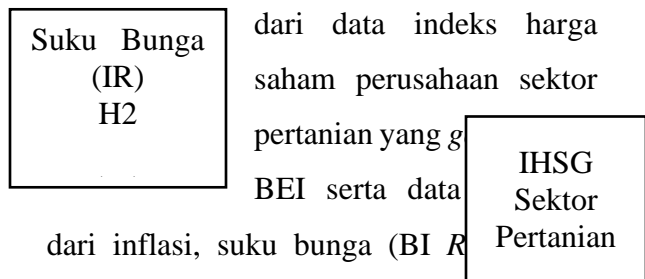 Suku Bunga
(IR)
H2
dari data indeks harga
saham perusahaan sektor
pertanian yang
BEI serta data
dari inflasi, suku bunga (BI
IHSG
Sektor
Pertanian